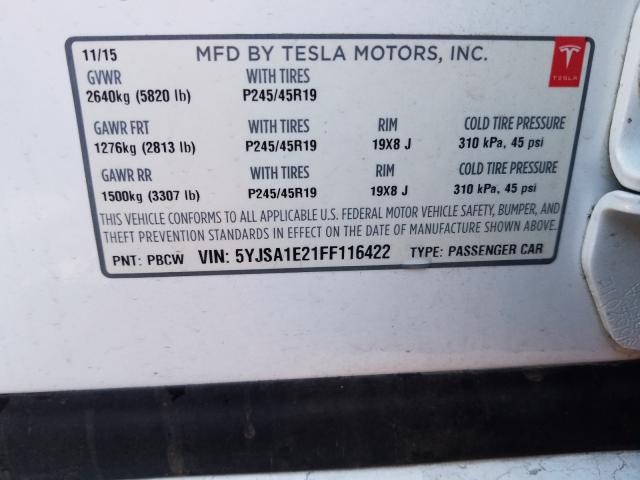 11/15 MFD BY TESLA MOTORS, INC.
GVWR WITH TIRES
2640kg (5820 lb) P245/45R19
TESLA
GAWR FRT WITH TIRES RIM COLD TIRE PRESSURE
1276kg (2813 lb) P245/45R19 19X8 J 310 kPa, 45 psi
GAWR RR WITH TIRES RIM COLD TIRE PRESSURE
1500kg (3307 lb) P245/45R19 19X8 J 310 kPa, 45 psi
THIS VEHICLE CONFORMS TO ALL APPLICABLE U.S. FEDERAL MOTOR VEHICLE SAFETY, BUMPER, AND
THEFT PREVENTION STANDARDS IN EFFECT ON THE DATE OF MANUFACTURE SHOWN ABOVE.
PNT: PBCW VIN: 5YJSA1E21FF116422 TYPE: PASSENGER CAR